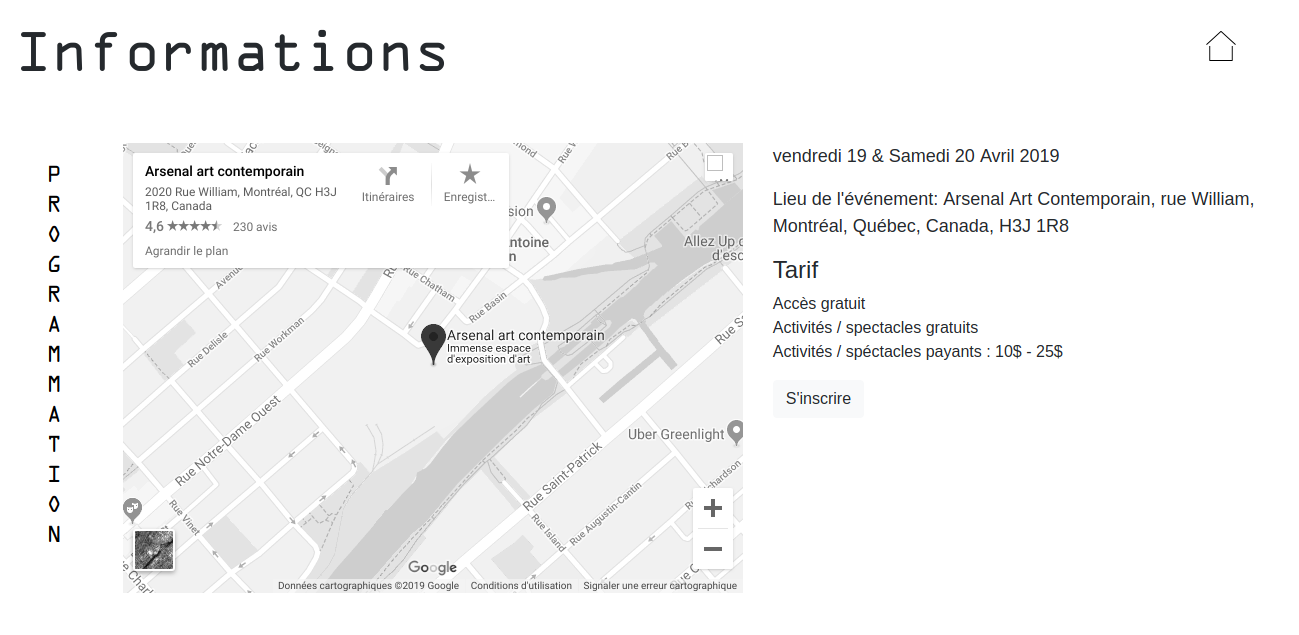 Informations
PROGRAMMATION
Arsenal art contemporain
2020 Rue William, Montréal, QC H3J
1R8, Canada
4,6 230 avis
Agrandir le plan
Itinéraires
Enregist...
Rue Chatham
Rue Basin
Allez Up
Arsenal art contemporain
Immense espace
d'exposition d'art
Rue Delisle
Rue Workman
Rue Notre-Dame Ouest
Uber Greenlight
Rue Saint-Patrick
Rue Augustin-Cantin
Rue Island
Rue Vinet
Google
Données cartographiques ©2019 Google Conditions d'utilisation Signaler une erreur cartographique
vendredi 19 & Samedi 20 Avril 2019
Lieu de l'événement: Arsenal Art Contemporain, rue William,
Montréal, Québec, Canada, H3J 1R8
Tarif
Accès gratuit
Activités / spectacles gratuits
Activités / spéctacles payants : 10$ - 25$
S'inscrire